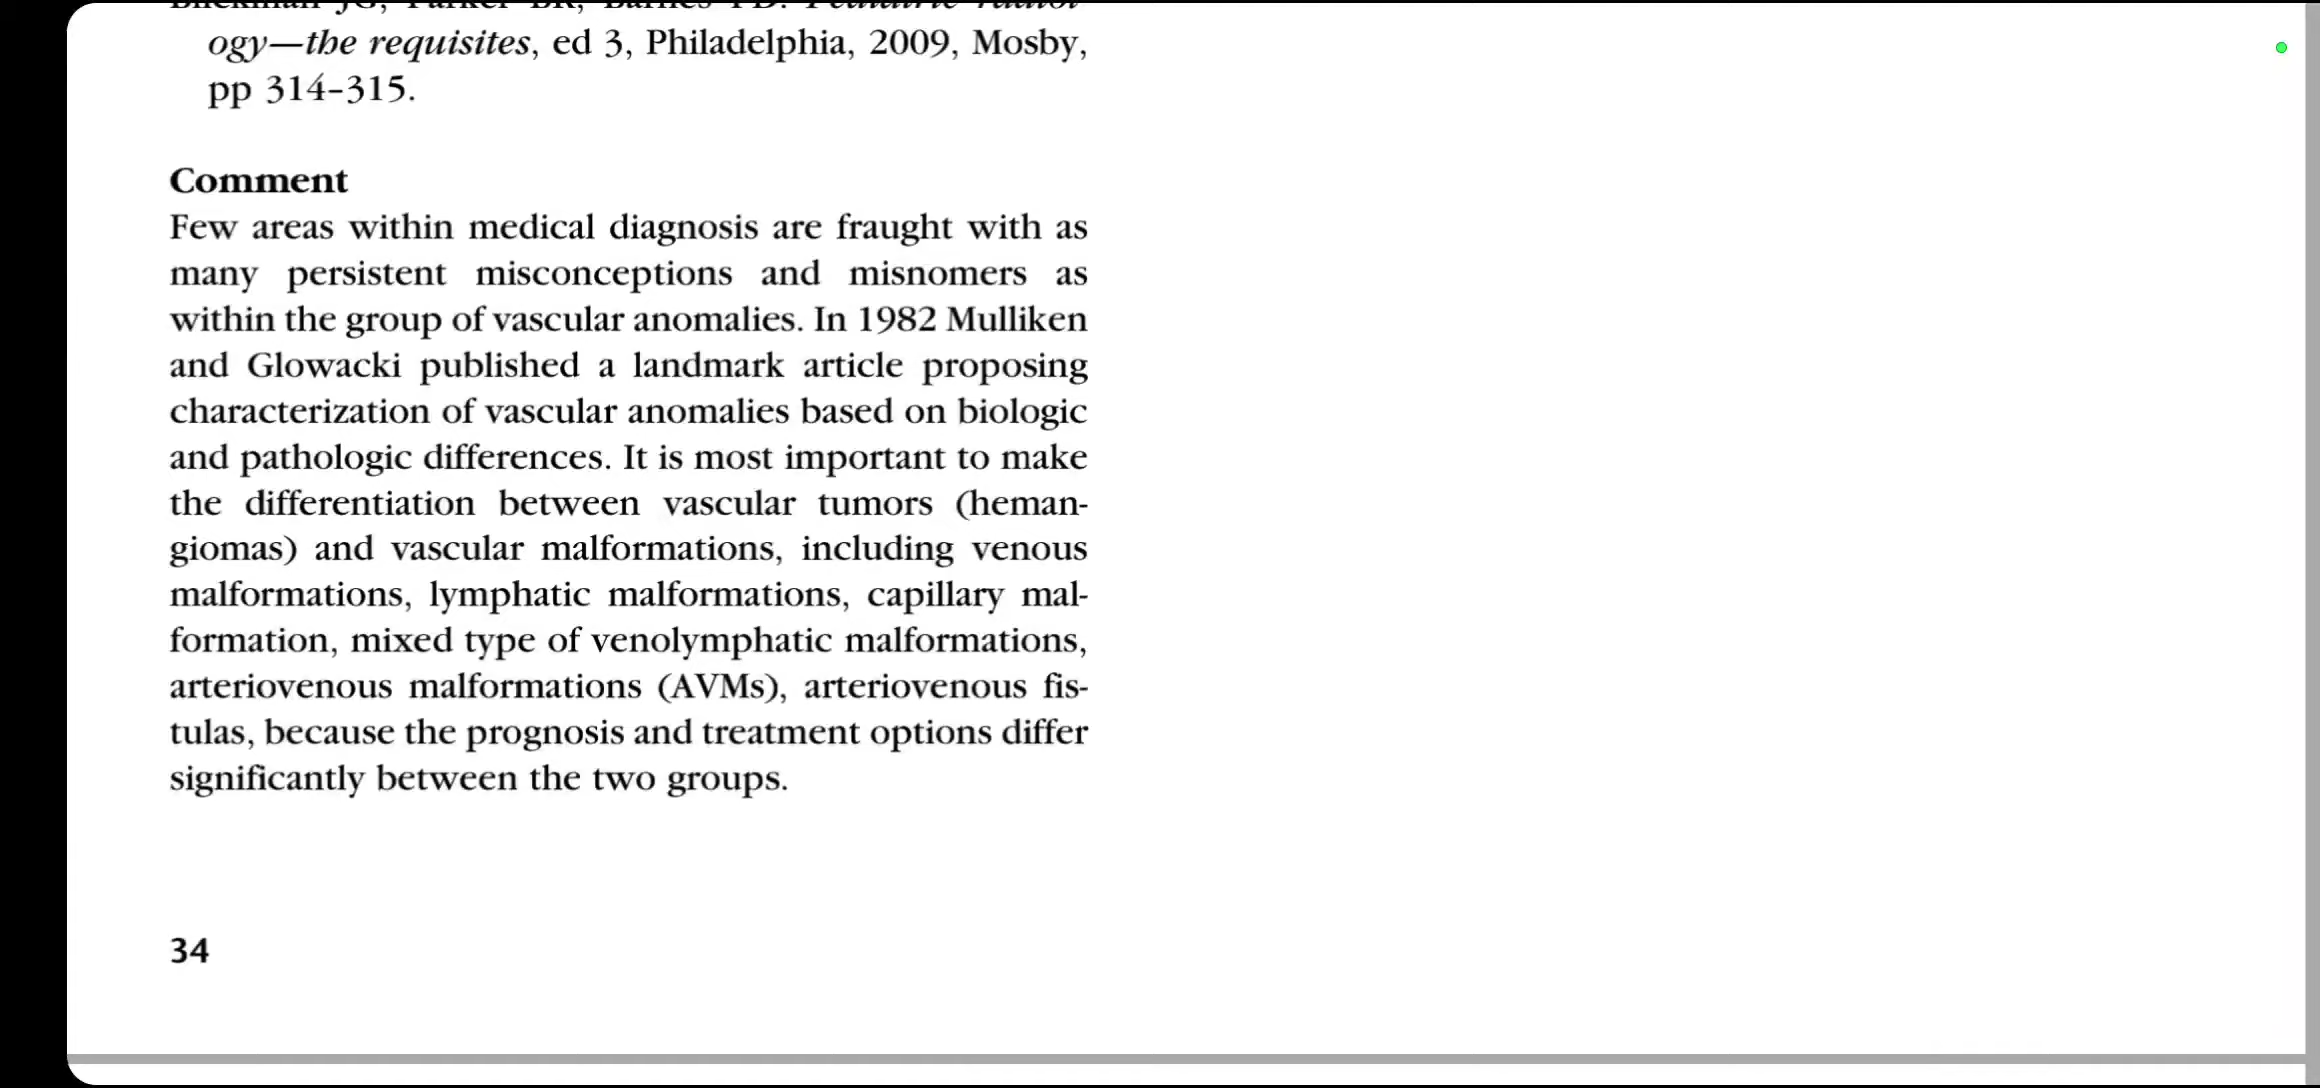 ogy—the requisites, ed 3, Philadelphia, 2009, Mosby,
pp 314–315.
Comment
Few areas within medical diagnosis are fraught with as
many persistent misconceptions and misnomers as
within the group of vascular anomalies. In 1982 Mulliken
and Glowacki published a landmark article proposing
characterization of vascular anomalies based on biologic
and pathologic differences. It is most important to make
the differentiation between vascular tumors (heman-
giomas) and vascular malformations, including venous
malformations, lymphatic malformations, capillary mal-
formation, mixed type of venolymphatic malformations,
arteriovenous malformations (AVMs), arteriovenous fis-
tulas, because the prognosis and treatment options differ
significantly between the two groups.
34